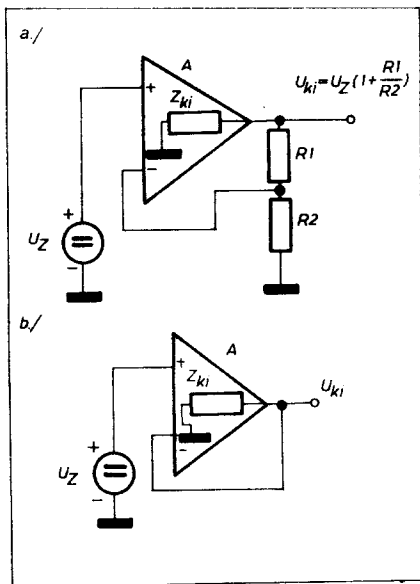 a./
A
U_ki=U_Z(1+R1/R2)
+
Z_ki
-
R1
+
U_Z
-
R2
b./
A
+
Z_ki
U_ki
-
+
U_Z
-